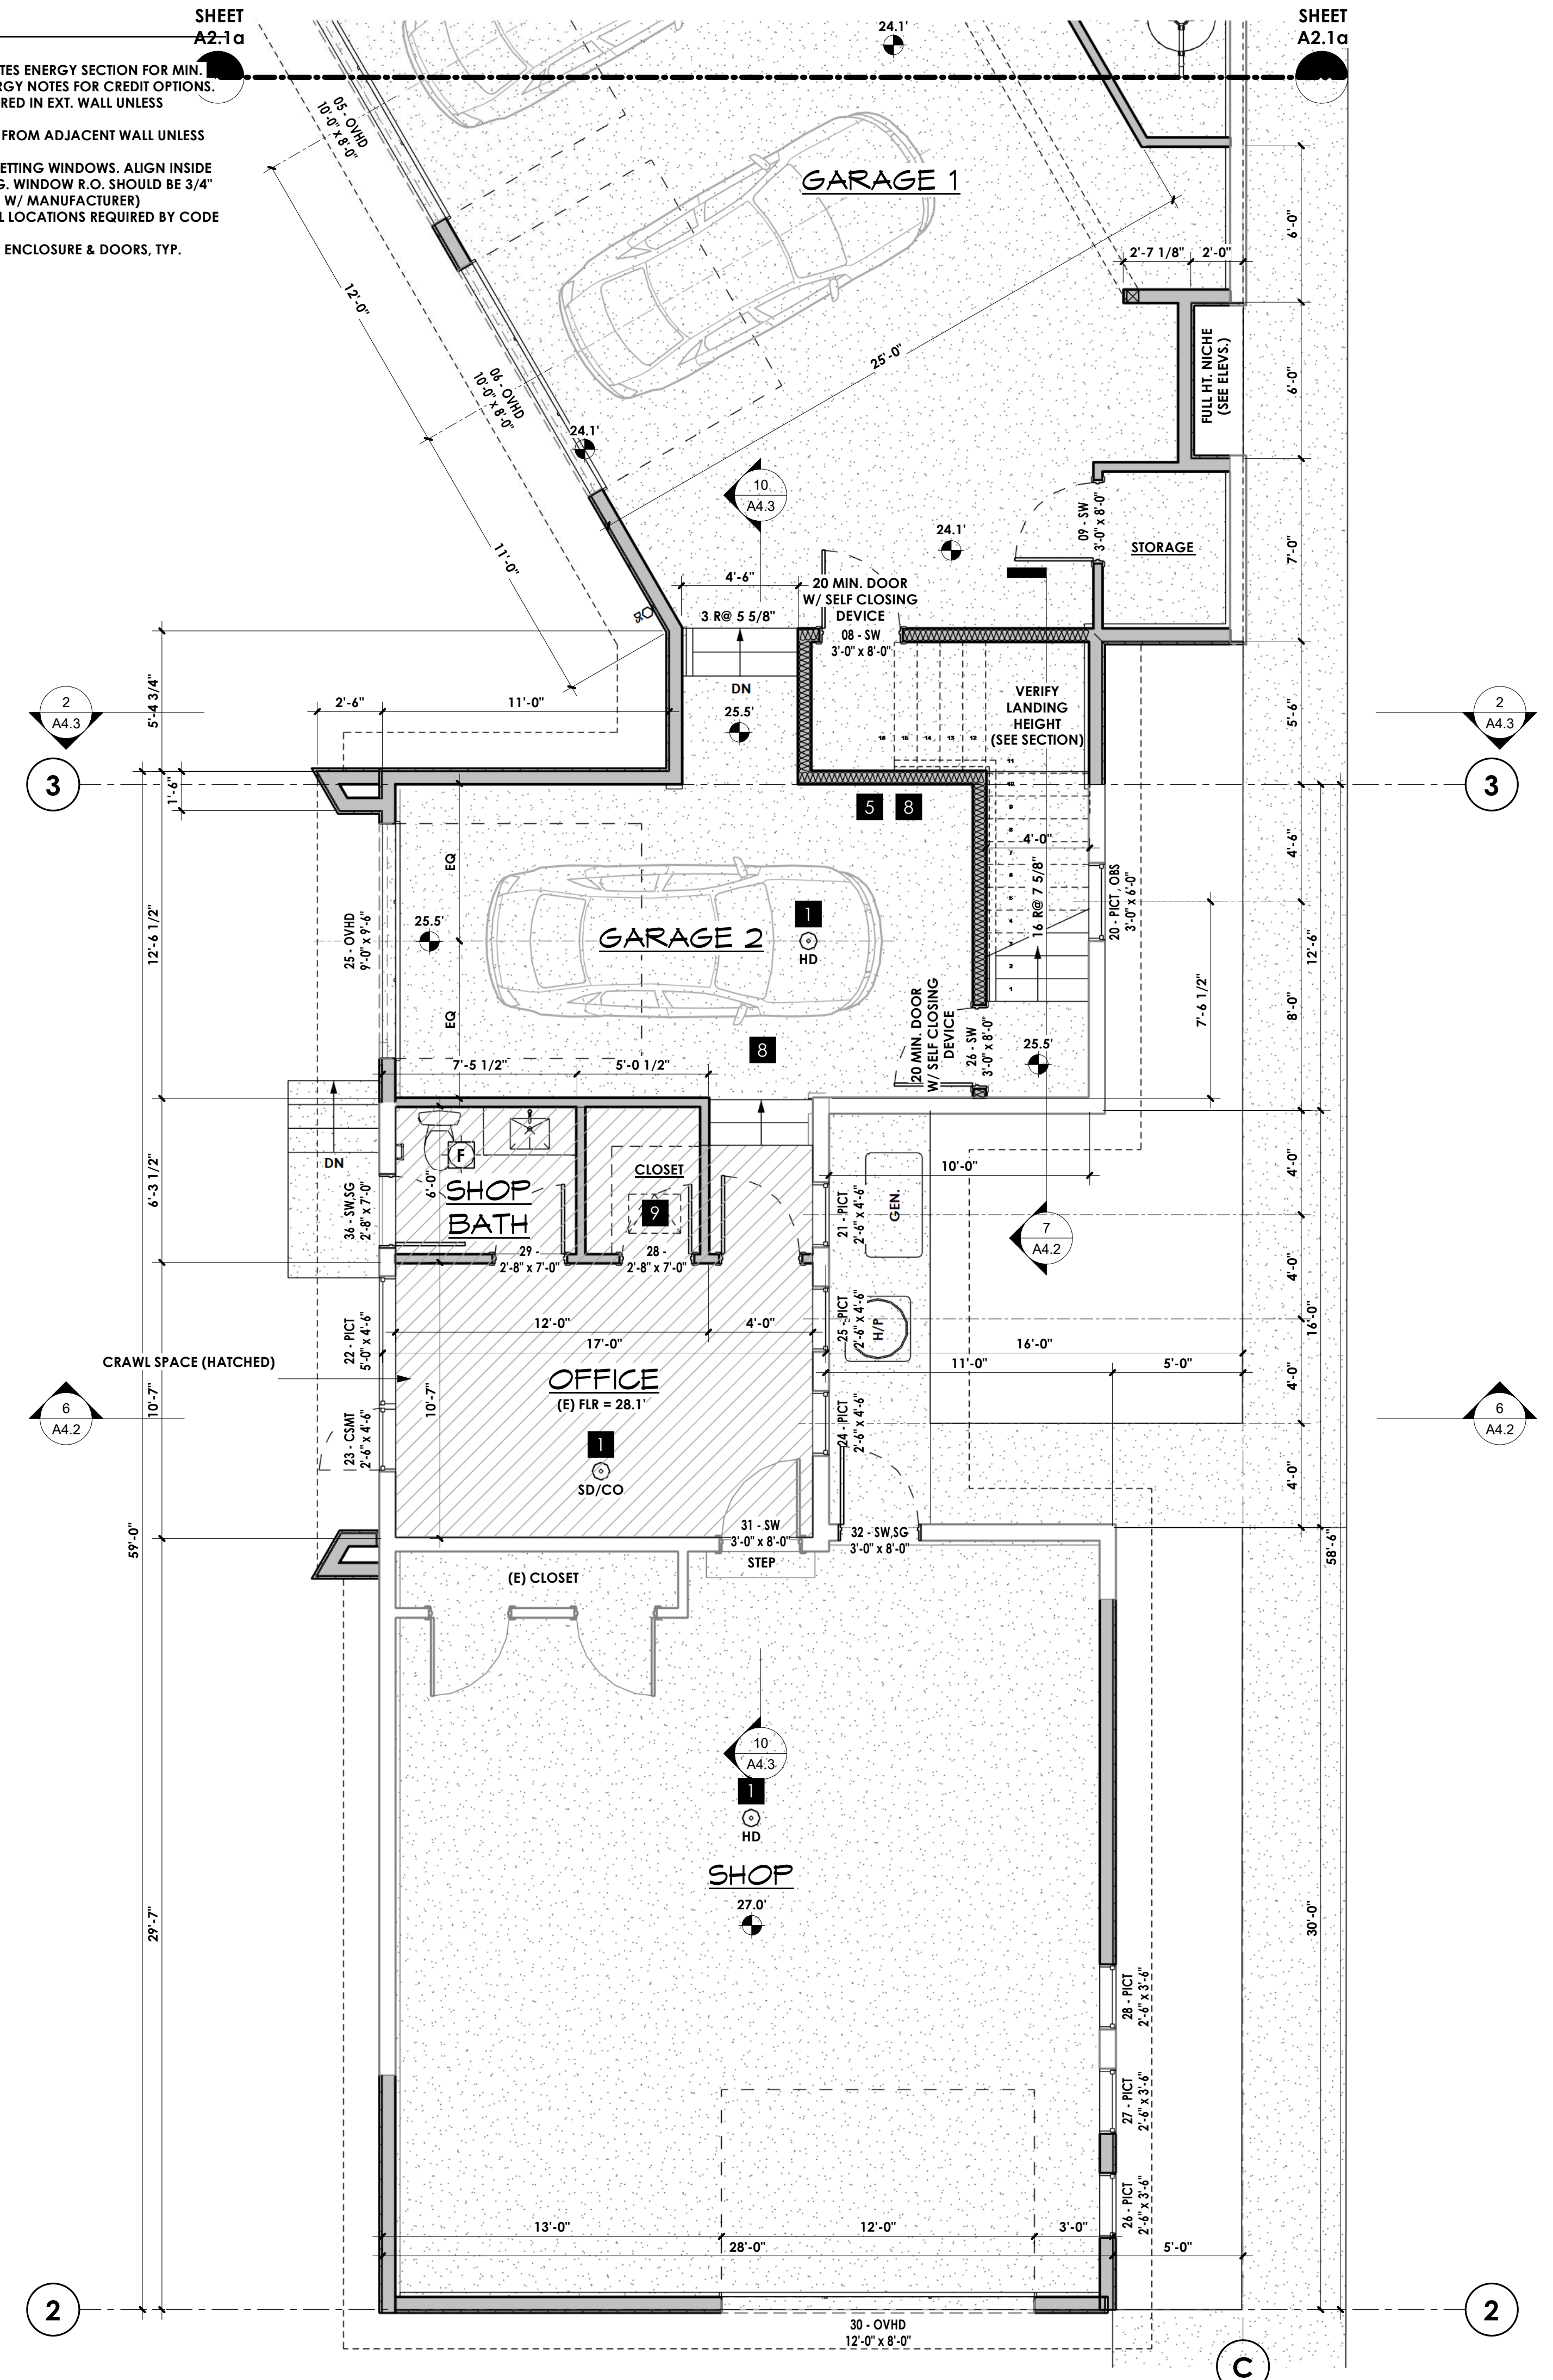 SHEET
A2.1a
SHEET
A2.1a
TES ENERGY SECTION FOR MIN.
RGY NOTES FOR CREDIT OPTIONS.
RED IN EXT. WALL UNLESS
FROM ADJACENT WALL UNLESS
ETTING WINDOWS. ALIGN INSIDE
G. WINDOW R.O. SHOULD BE 3/4"
W/ MANUFACTURER)
L LOCATIONS REQUIRED BY CODE
ENCLOSURE & DOORS, TYP.
24.1'
05 - OVHD
10'-0" x 8'-0"
GARAGE 1
6'-0"
2'-7 1/8"
2'-0"
12'-0"
25'-0"
06 - OVHD
10'-0" x 8'-0"
FULL HT. NICHE
(SEE ELEVS.)
6'-0"
24.1'
10
A4.3
24.1'
09 - SW
3'-0" x 8'-0"
STORAGE
7'-0"
11'-0"
4'-6"
20 MIN. DOOR
W/ SELF CLOSING
DEVICE
08 - SW
3'-0" x 8'-0"
3 R@ 5 5/8"
DN
25.5'
5'-4 3/4"
2
A4.3
2'-6"
11'-0"
VERIFY
LANDING
HEIGHT
(SEE SECTION)
5'-6"
2
A4.3
16
15
14
13
12
11
10
9
8
7
6
5
4
3
2
1
3
1'-6"
5
8
3
EQ
4'-0"
4'-6"
16 R@ 7 5/8"
20 - PICT, OBS
3'-0" x 6'-0"
12'-6 1/2"
25 - OVHD
9'-0" x 9'-6"
25.5'
GARAGE 2
1
HD
12'-6"
EQ
8
20 MIN. DOOR
W/ SELF CLOSING
DEVICE
26 - SW
3'-0" x 8'-0"
25.5'
7'-6 1/2"
8'-0"
7'-5 1/2"
5'-0 1/2"
DN
6'-3 1/2"
36 - SW,SG
2'-8" x 7'-0"
F
6'-0"
SHOP
BATH
CLOSET
9
29 -
2'-8" x 7'-0"
28 -
2'-8" x 7'-0"
21 - PICT
2'-6" x 4'-6"
GEN.
10'-0"
7
A4.2
4'-0"
4'-0"
22 - PICT
5'-0" x 4'-6"
12'-0"
4'-0"
17'-0"
25 - PICT
2'-6" x 4'-6"
H/P
16'-0"
11'-0"
5'-0"
16'-0"
4'-0"
CRAWL SPACE (HATCHED)
6
A4.2
10'-7"
10'-7"
OFFICE
(E) FLR = 28.1'
23 - CSMT
2'-6" x 4'-6"
1
SD/CO
24 - PICT
2'-6" x 4'-6"
4'-0"
6
A4.2
31 - SW
3'-0" x 8'-0"
STEP
32 - SW,SG
3'-0" x 8'-0"
59'-0"
58'-6"
(E) CLOSET
10
A4.3
1
HD
SHOP
27.0'
29'-7"
30'-0"
28 - PICT
2'-6" x 3'-6"
27 - PICT
2'-6" x 3'-6"
26 - PICT
2'-6" x 3'-6"
13'-0"
12'-0"
3'-0"
28'-0"
5'-0"
2
30 - OVHD
12'-0" x 8'-0"
2
C